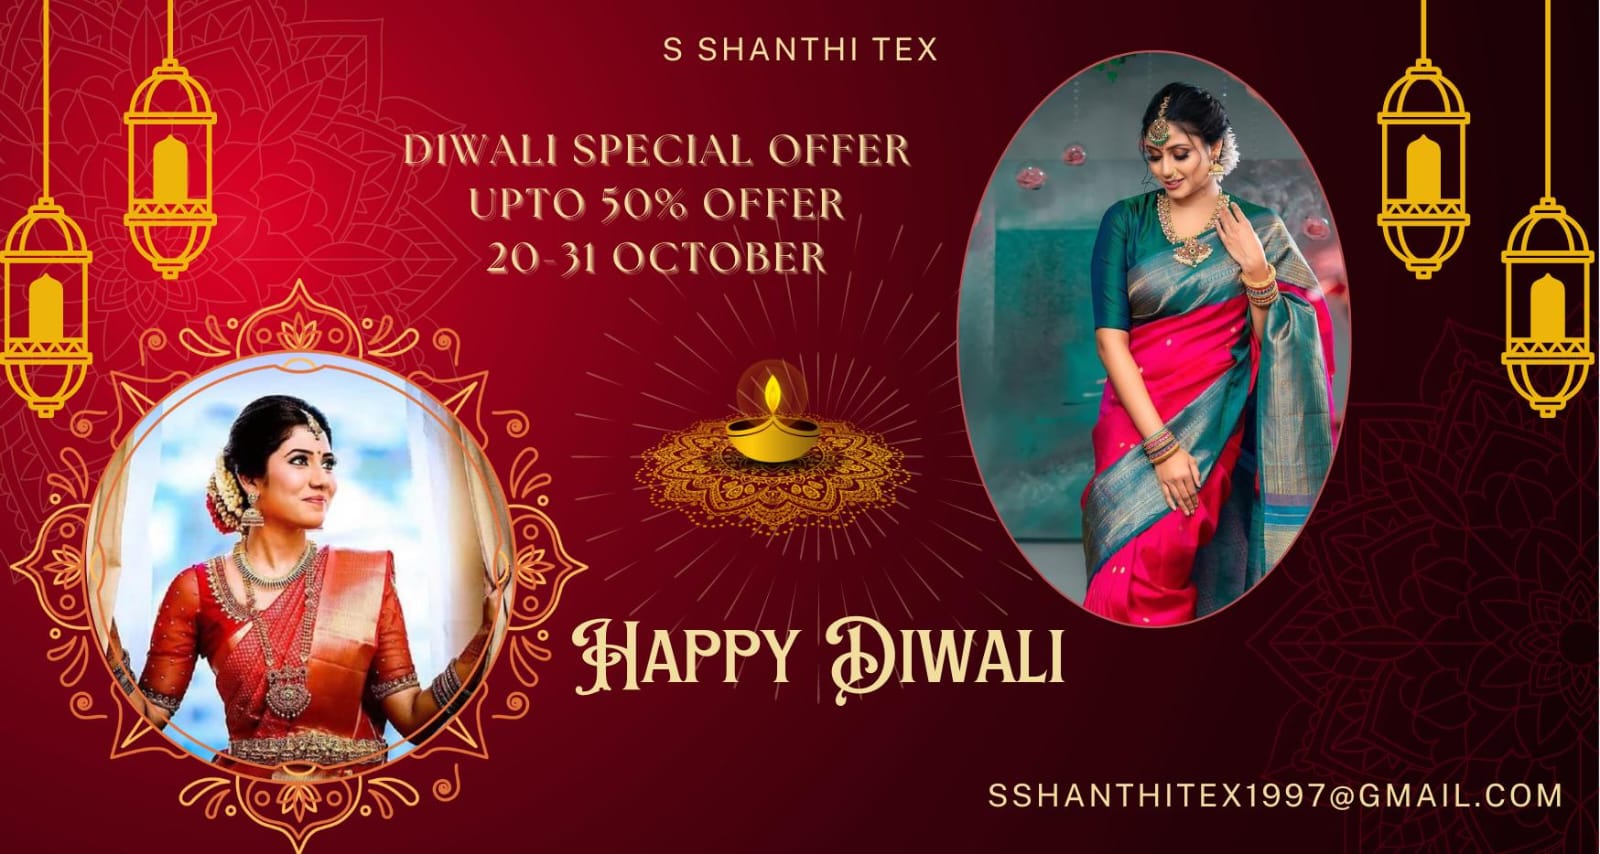 S SHANTHI TEX
DIWALI SPECIAL OFFER
UPTO 50% OFFER
20-31 OCTOBER
HAPPY DIWALI
SSHANTHITEX1997@GMAIL.COM